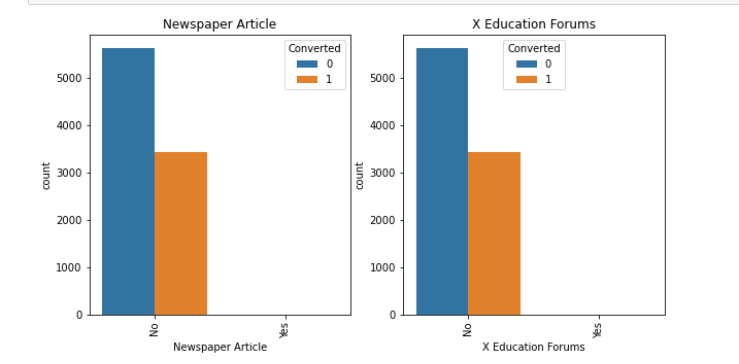 Newspaper Article
Converted
0
1
5000
4000
3000
2000
1000
0
count
No
Yes
Newspaper Article
X Education Forums
Converted
0
1
5000
4000
3000
2000
1000
0
count
No
Yes
X Education Forums